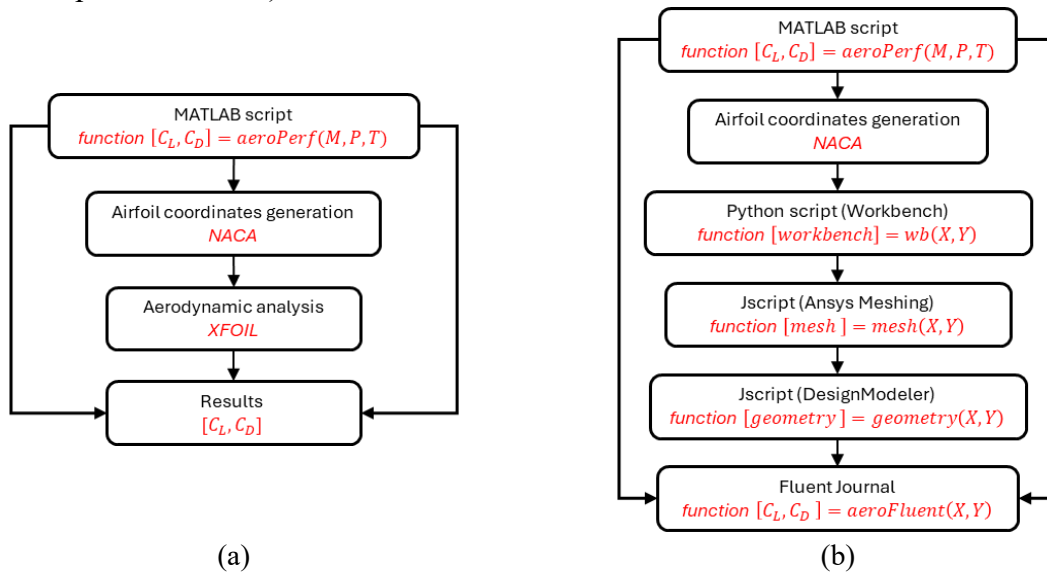 MATLAB script
function [C_L, C_D] = aeroPerf(M, P, T)
Airfoil coordinates generation
NACA
Aerodynamic analysis
XFOIL
Results
[C_L, C_D]
(a)
MATLAB script
function [C_L, C_D] = aeroPerf(M, P, T)
Airfoil coordinates generation
NACA
Python script (Workbench)
function [workbench] = wb(X, Y)
Jscript (Ansys Meshing)
function [mesh ] = mesh(X, Y)
Jscript (DesignModeler)
function [geometry ] = geometry(X, Y)
Fluent Journal
function [C_L, C_D ] = aeroFluent(X, Y)
(b)